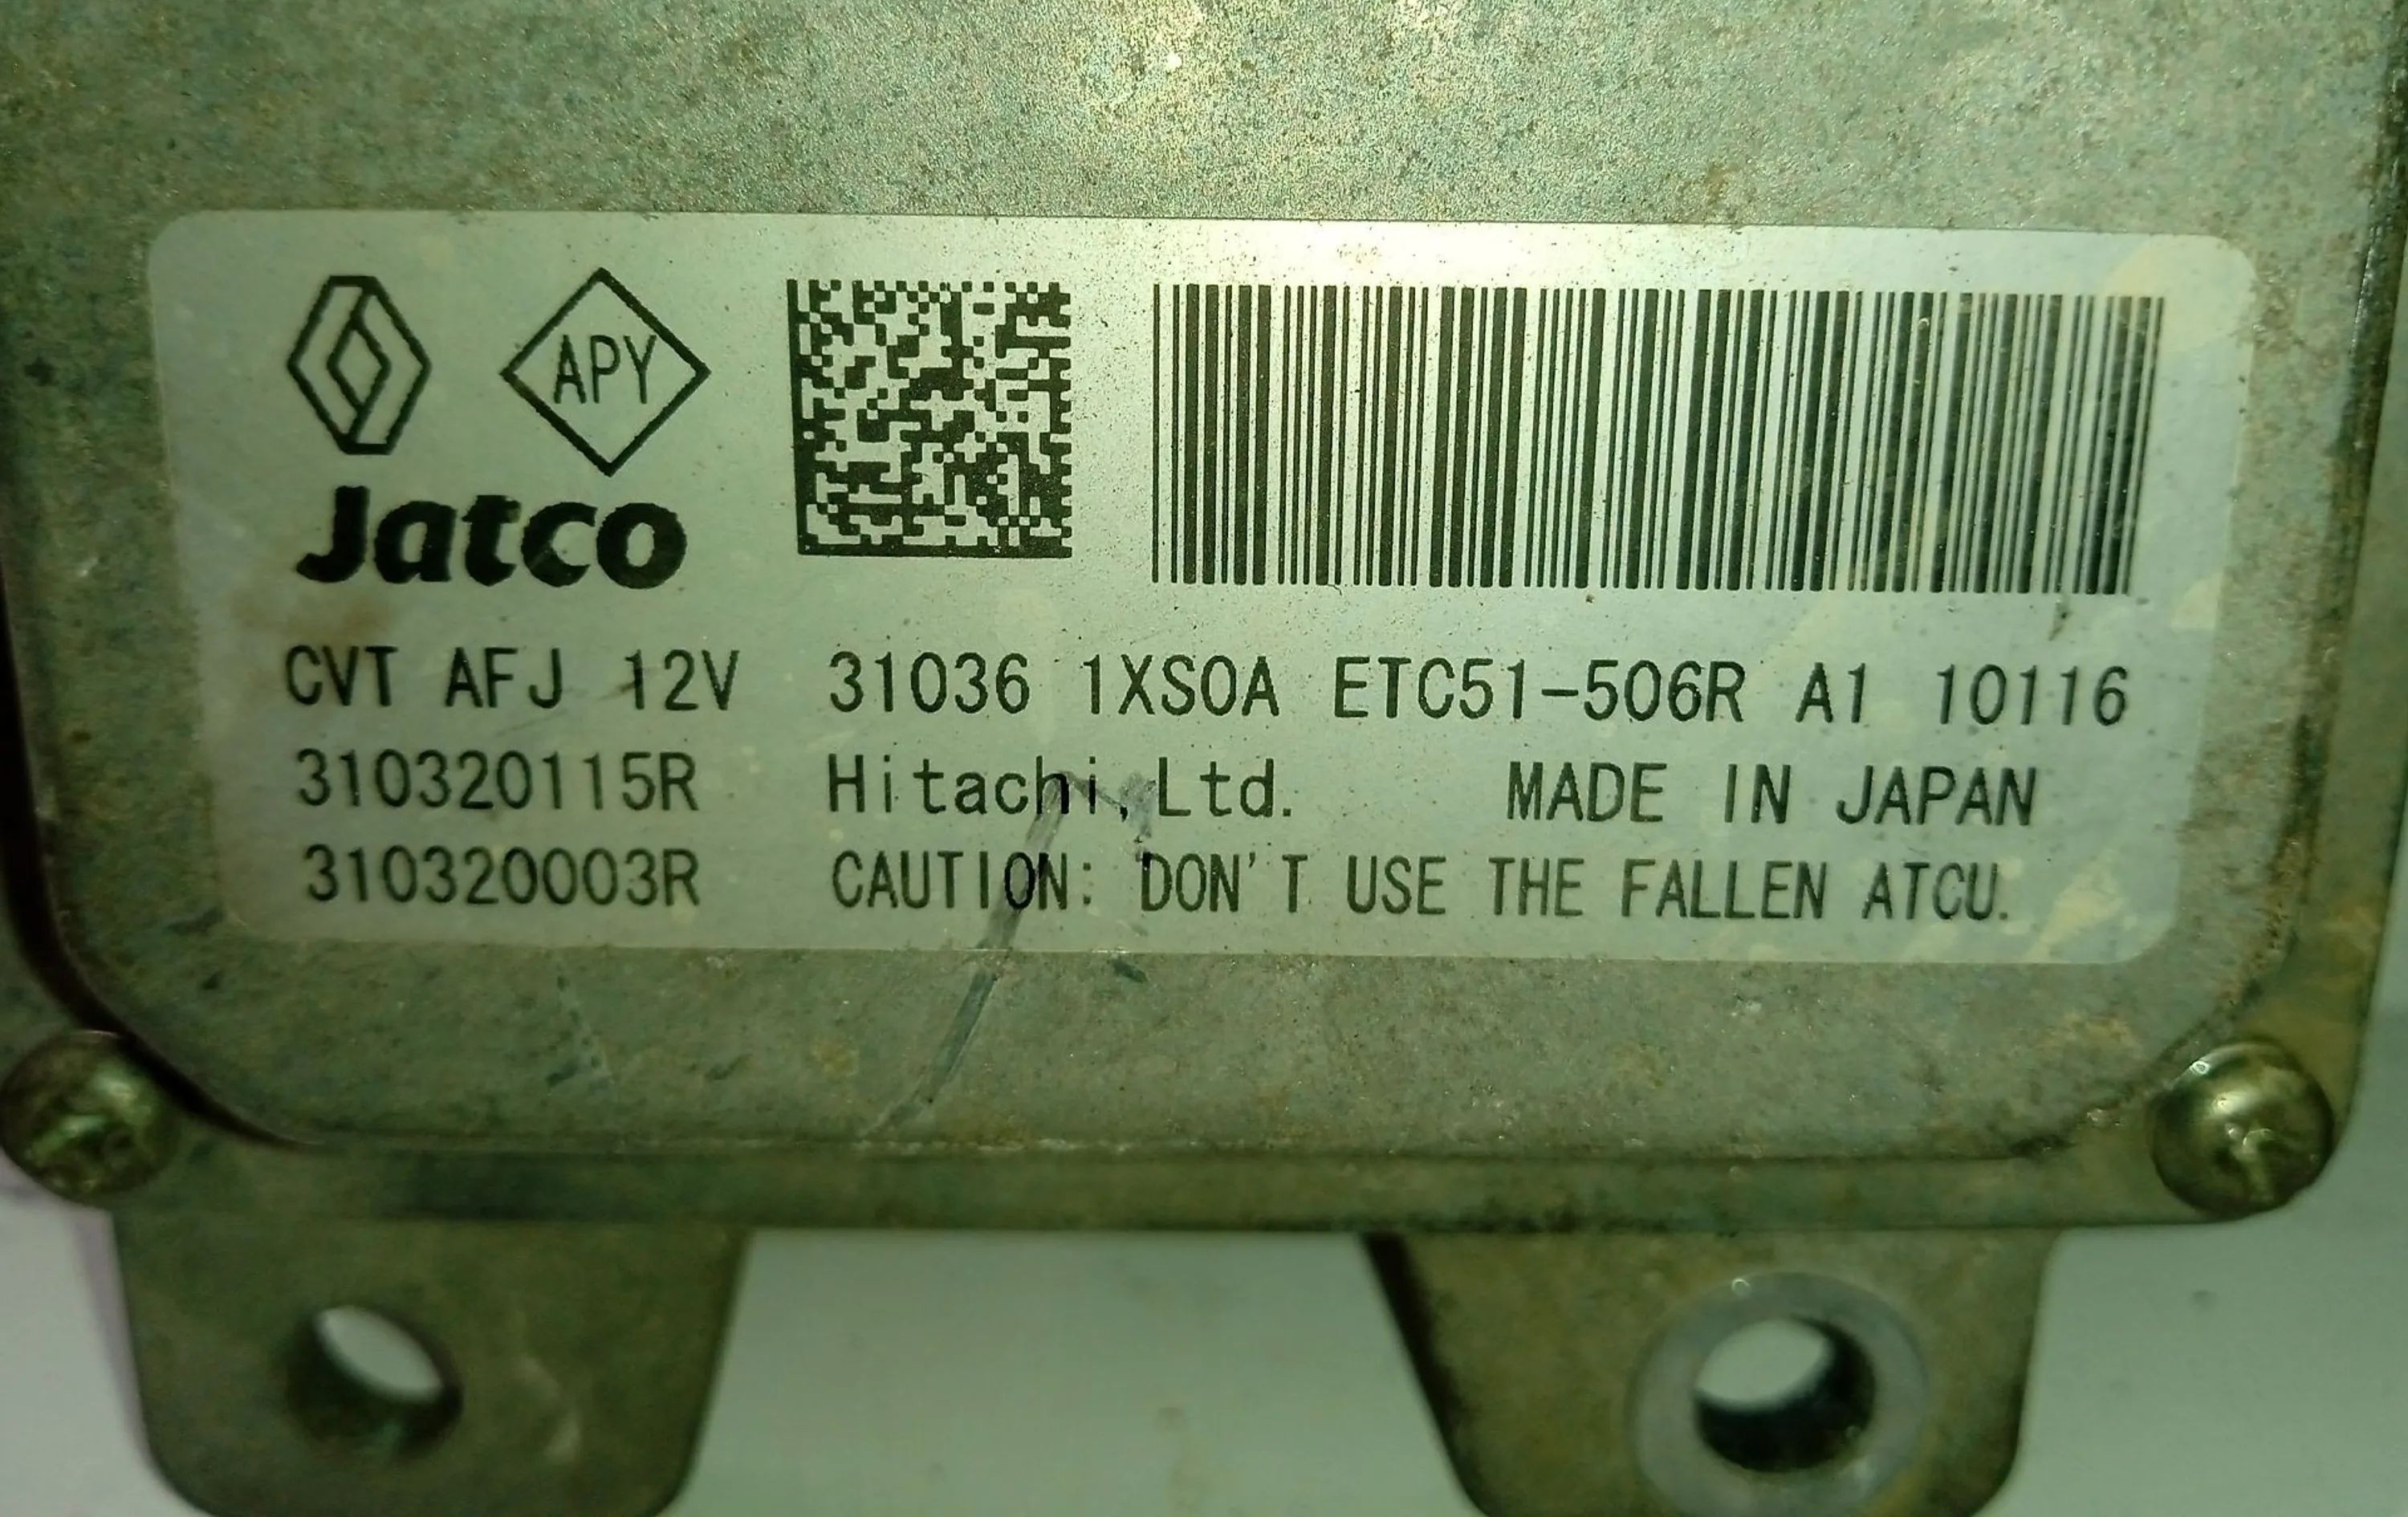 APY
Jatco
CVT AFJ 12V 31036 1XS0A ETC51-506R A1 10116
310320115R Hitachi, Ltd. MADE IN JAPAN
310320003R CAUTION: DON'T USE THE FALLEN ATCU.